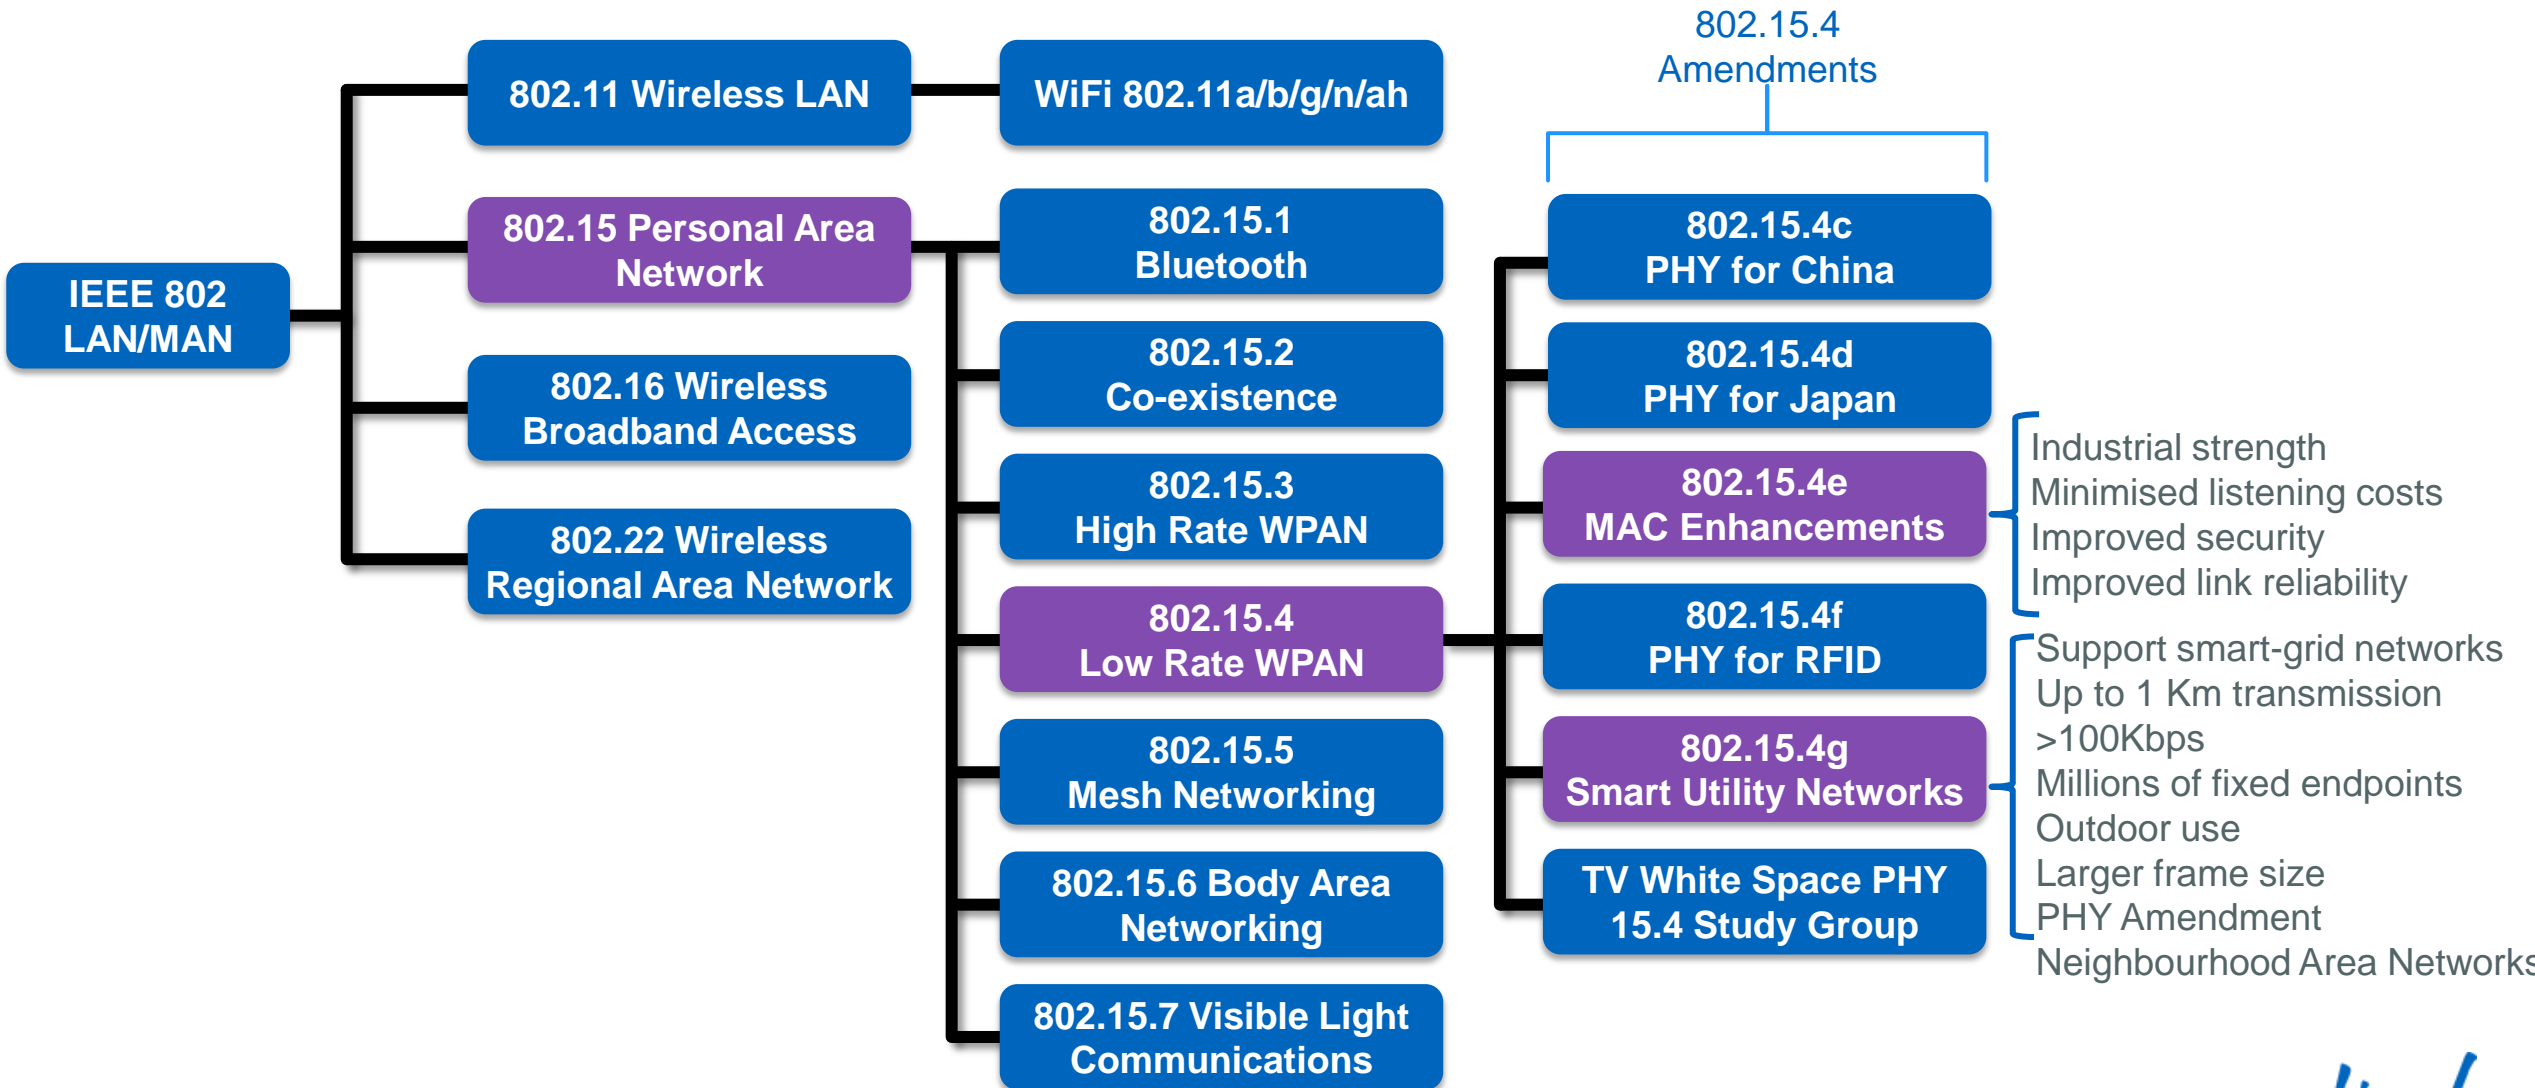 802.15.4
Amendments
802.11 Wireless LAN
WiFi 802.11a/b/g/n/ah
802.15 Personal Area
Network
802.15.1
Bluetooth
802.15.4c
PHY for China
IEEE 802
LAN/MAN
802.16 Wireless
Broadband Access
802.15.2
Co-existence
802.15.4d
PHY for Japan
802.22 Wireless
Regional Area Network
802.15.3
High Rate WPAN
802.15.4e
MAC Enhancements
Industrial strength
Minimised listening costs
Improved security
Improved link reliability
802.15.4
Low Rate WPAN
802.15.4f
PHY for RFID
802.15.5
Mesh Networking
802.15.4g
Smart Utility Networks
Support smart-grid networks
Up to 1 Km transmission
>100Kbps
Millions of fixed endpoints
Outdoor use
Larger frame size
PHY Amendment
Neighbourhood Area Networks
802.15.6 Body Area
Networking
TV White Space PHY
15.4 Study Group
802.15.7 Visible Light
Communications